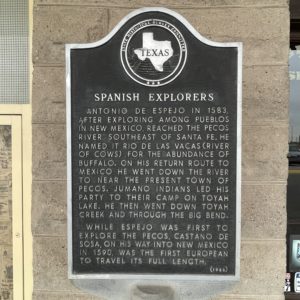 TEXAS
SPANISH EXPLORERS
ANTONIO DE ESPEJO IN 1583,
AFTER EXPLORING AMONG PUEBLOS
IN NEW MEXICO, REACHED THE PECOS
RIVER SOUTHEAST OF SANTA FE. HE
NAMED IT RIO DE LAS VACAS (RIVER
OF COWS) FOR THE ABUNDANCE OF
BUFFALO. ON HIS RETURN ROUTE TO
MEXICO HE WENT DOWN THE RIVER
TO NEAR THE PRESENT TOWN OF
PECOS. JUMANO INDIANS LED HIS
PARTY TO THEIR CAMP ON TOYAH
LAKE. HE THEN WENT DOWN TOYAH
CREEK AND THROUGH THE BIG BEND.
WHILE ESPEJO WAS FIRST TO
EXPLORE THE PECOS, CASTANO DE
SOSA, ON HIS WAY INTO NEW MEXICO
IN 1590, WAS THE FIRST EUROPEAN
TO TRAVEL ITS FULL LENGTH.